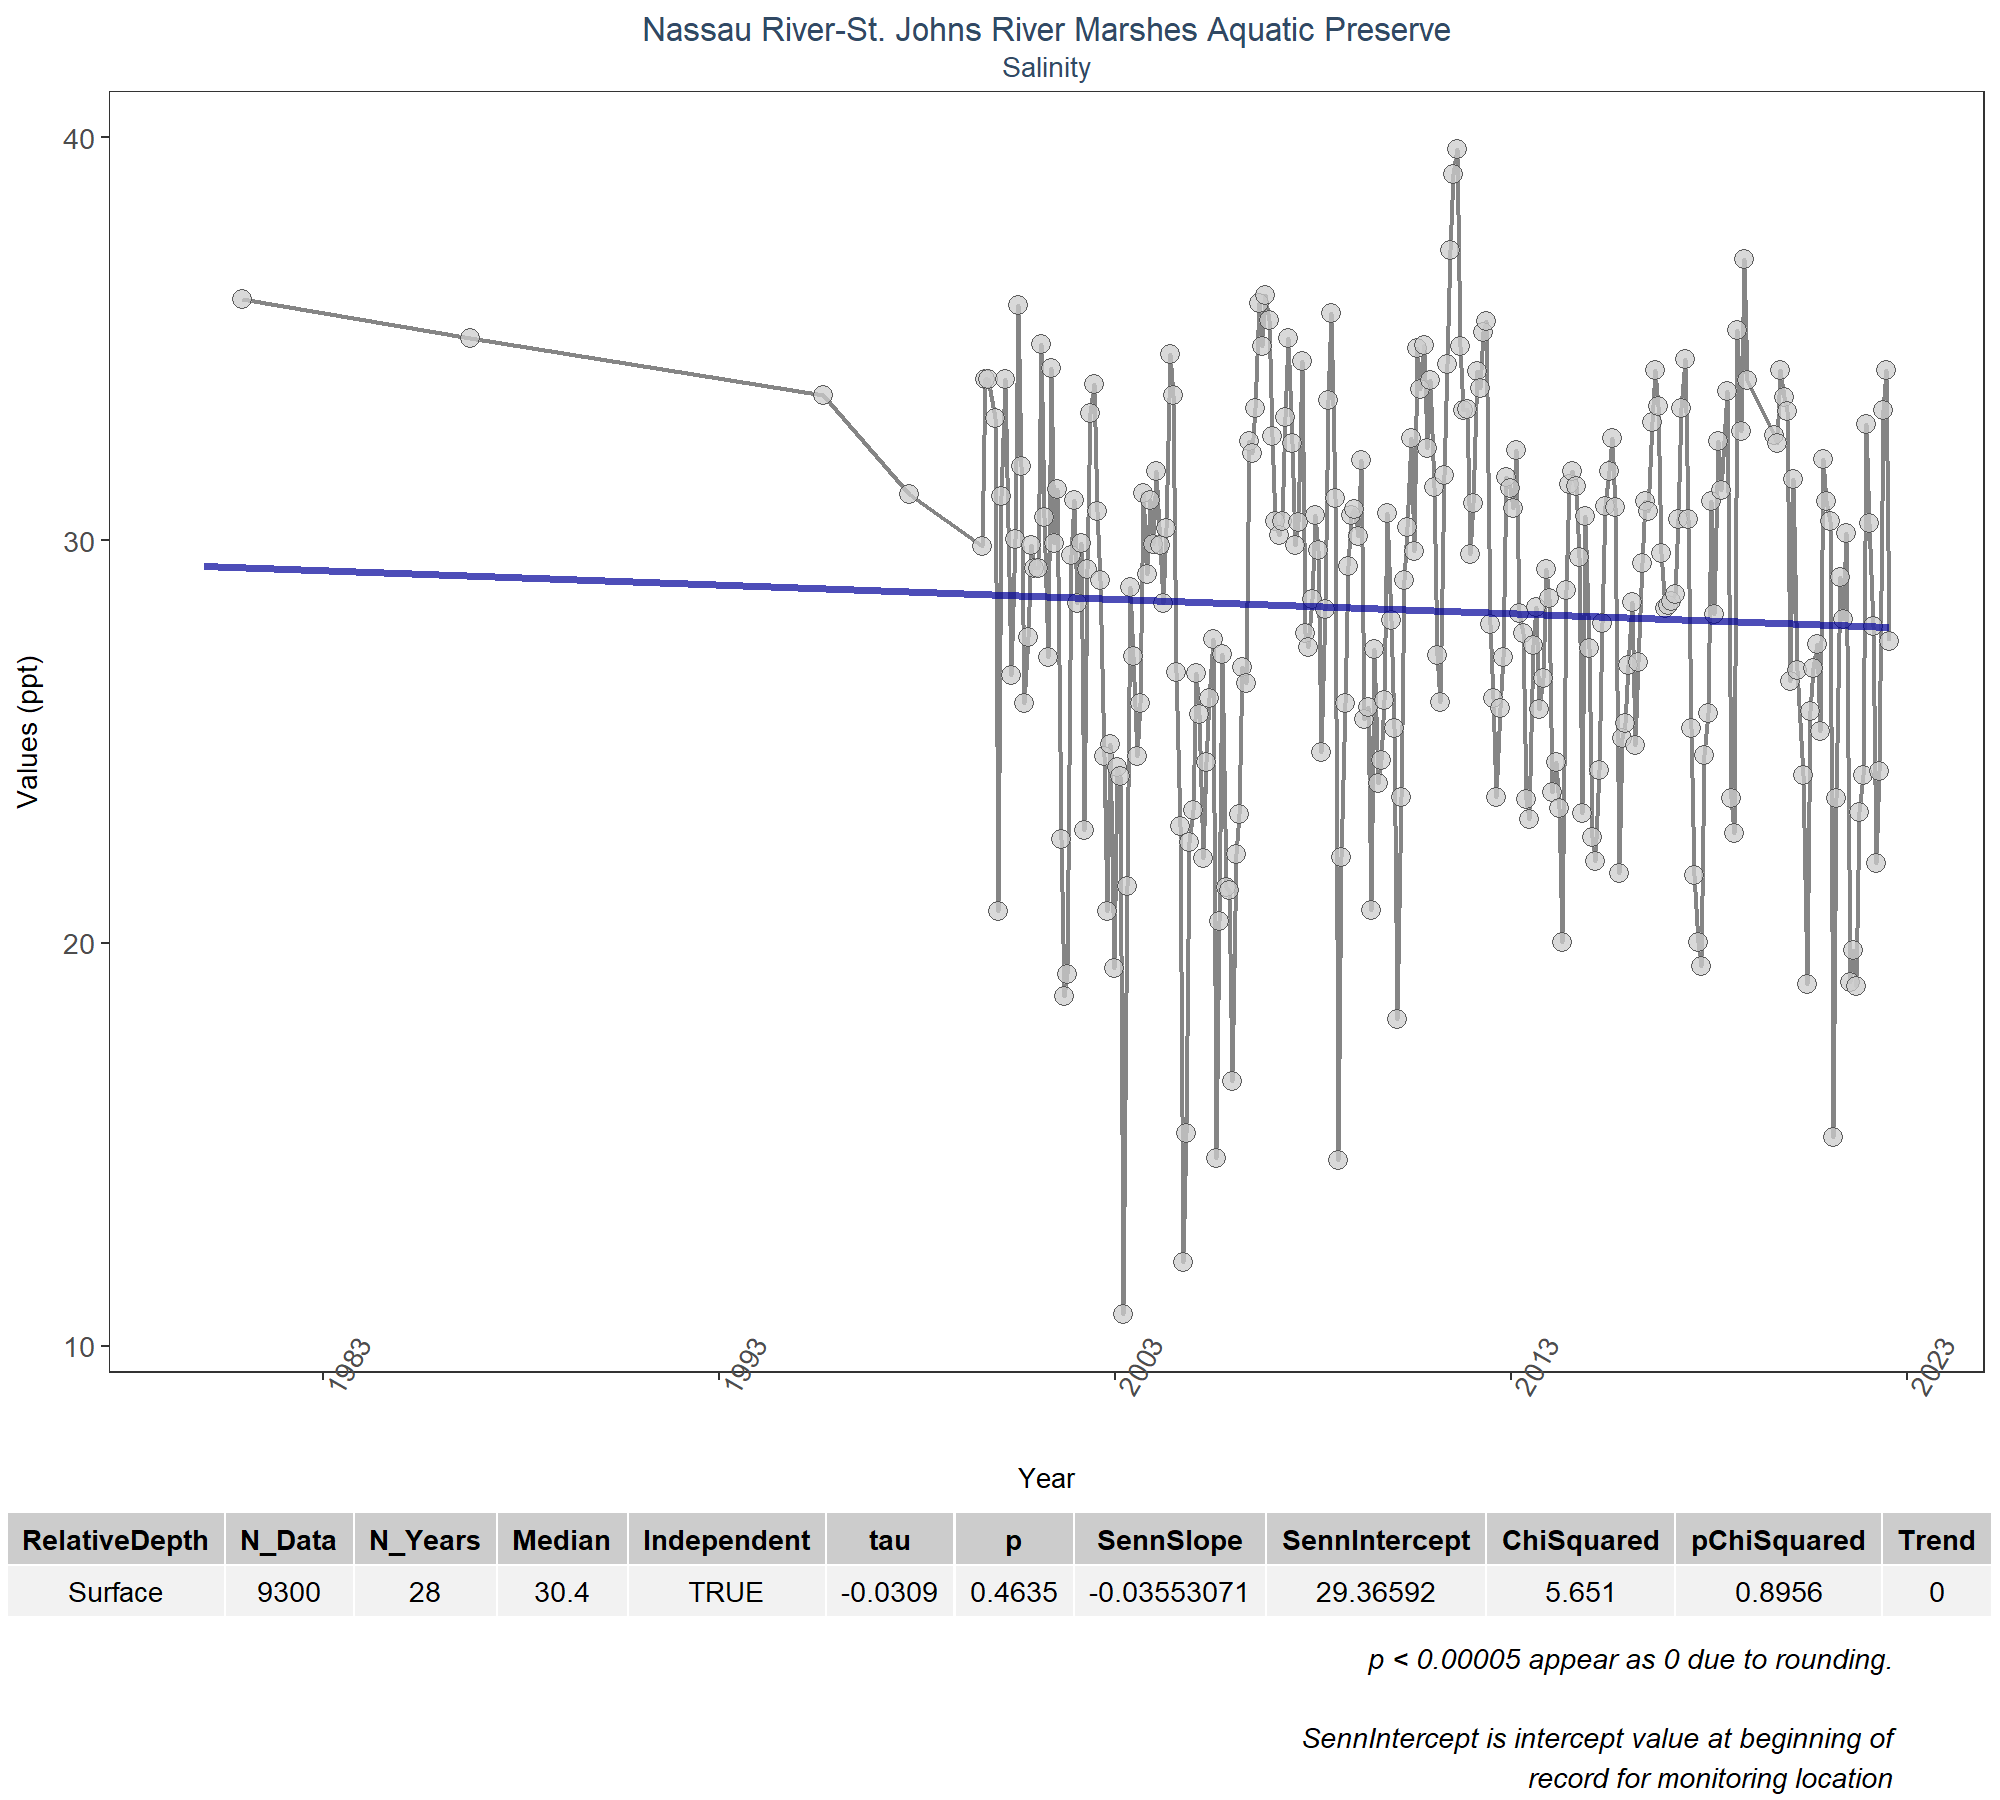 Nassau River-St. Johns River Marshes Aquatic Preserve
Salinity
40
30
20
10
Values (ppt)
1983
1993
2003
2013
2023
Year
RelativeDepth N_Data N_Years Median Independent tau p SennSlope SennIntercept ChiSquared pChiSquared Trend
Surface 9300 28 30.4 TRUE -0.0309 0.4635 -0.03553071 29.36592 5.651 0.8956 0
p < 0.00005 appear as 0 due to rounding.
SennIntercept is intercept value at beginning of
record for monitoring location